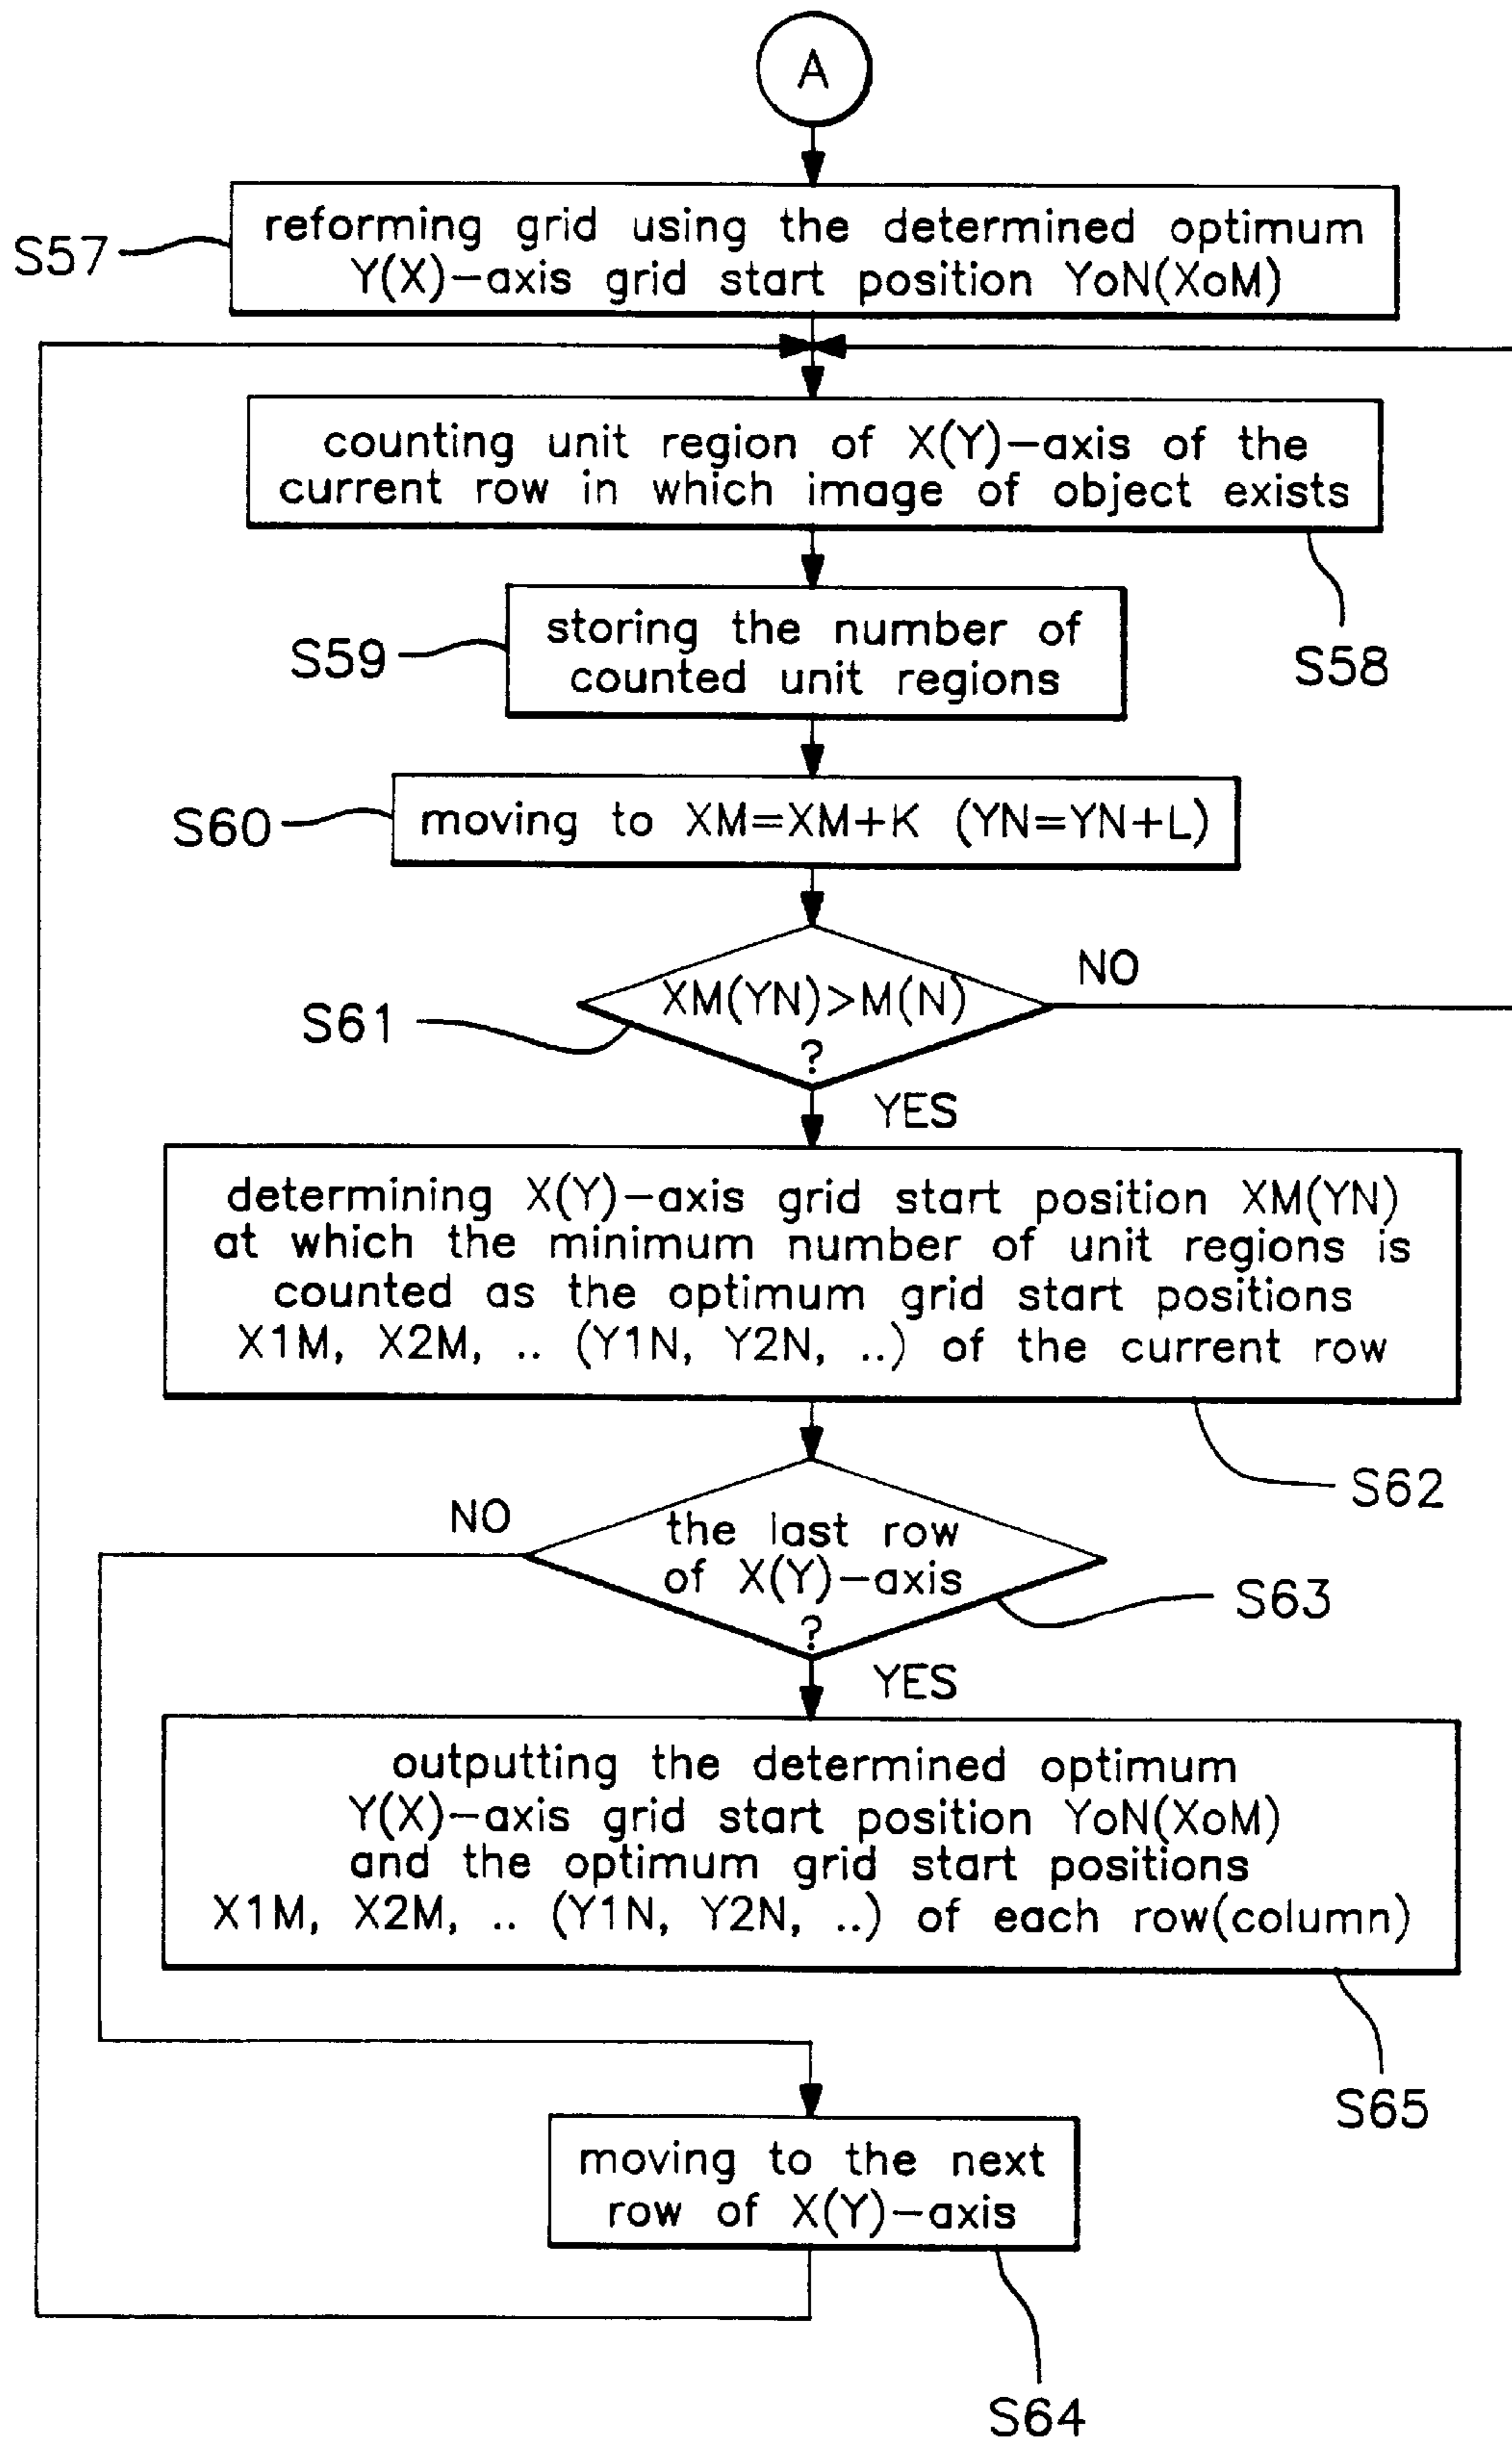 A
S57
reforming grid using the determined optimum
Y(X)-axis grid start position YoN(XoM)
counting unit region of X(Y)-axis of the
current row in which image of object exists
S58
S59
storing the number of
counted unit regions
S60
moving to XM=XM+K (YN=YN+L)
S61
XM(YN)>M(N)
?
NO
YES
determining X(Y)-axis grid start position XM(YN)
at which the minimum number of unit regions is
counted as the optimum grid start positions
X1M, X2M, .. (Y1N, Y2N, ..) of the current row
S62
NO
the last row
of X(Y)-axis
?
S63
YES
outputting the determined optimum
Y(X)-axis grid start position YoN(XoM)
and the optimum grid start positions
X1M, X2M, .. (Y1N, Y2N, ..) of each row(column)
S65
moving to the next
row of X(Y)-axis
S64